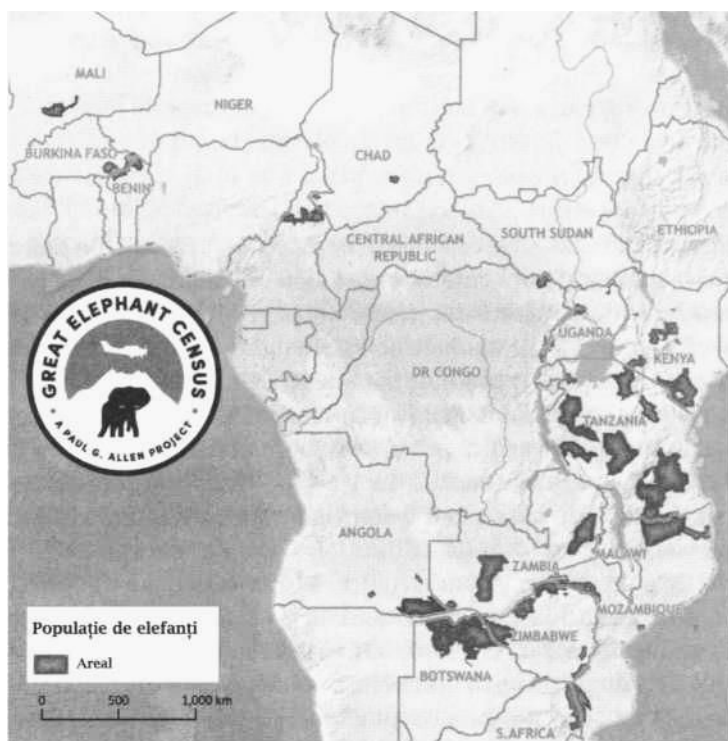 MALI
NIGER
CHAD
BURKINA FASO
BENIN
CENTRAL AFRICAN
REPUBLIC
SOUTH SUDAN
ETHIOPIA
UGANDA
KENYA
DR CONGO
TANZANIA
GREAT ELEPHANT CENSUS
A PAUL G. ALLEN PROJECT
ANGOLA
ZAMBIA
MALAWI
MOZAMBIQUE
ZIMBABWE
BOTSWANA
S.AFRICA
Populație de elefanți
Areal
0 500 1,000 km